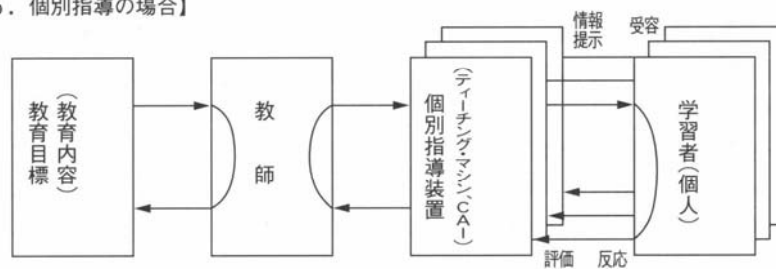 ．個別指導の場合】
教育目標
（教育内容）
教師
個別指導装置
（ティーチング・マシン、CAI）
情報
提示
受容
学習者（個人）
評価
反応